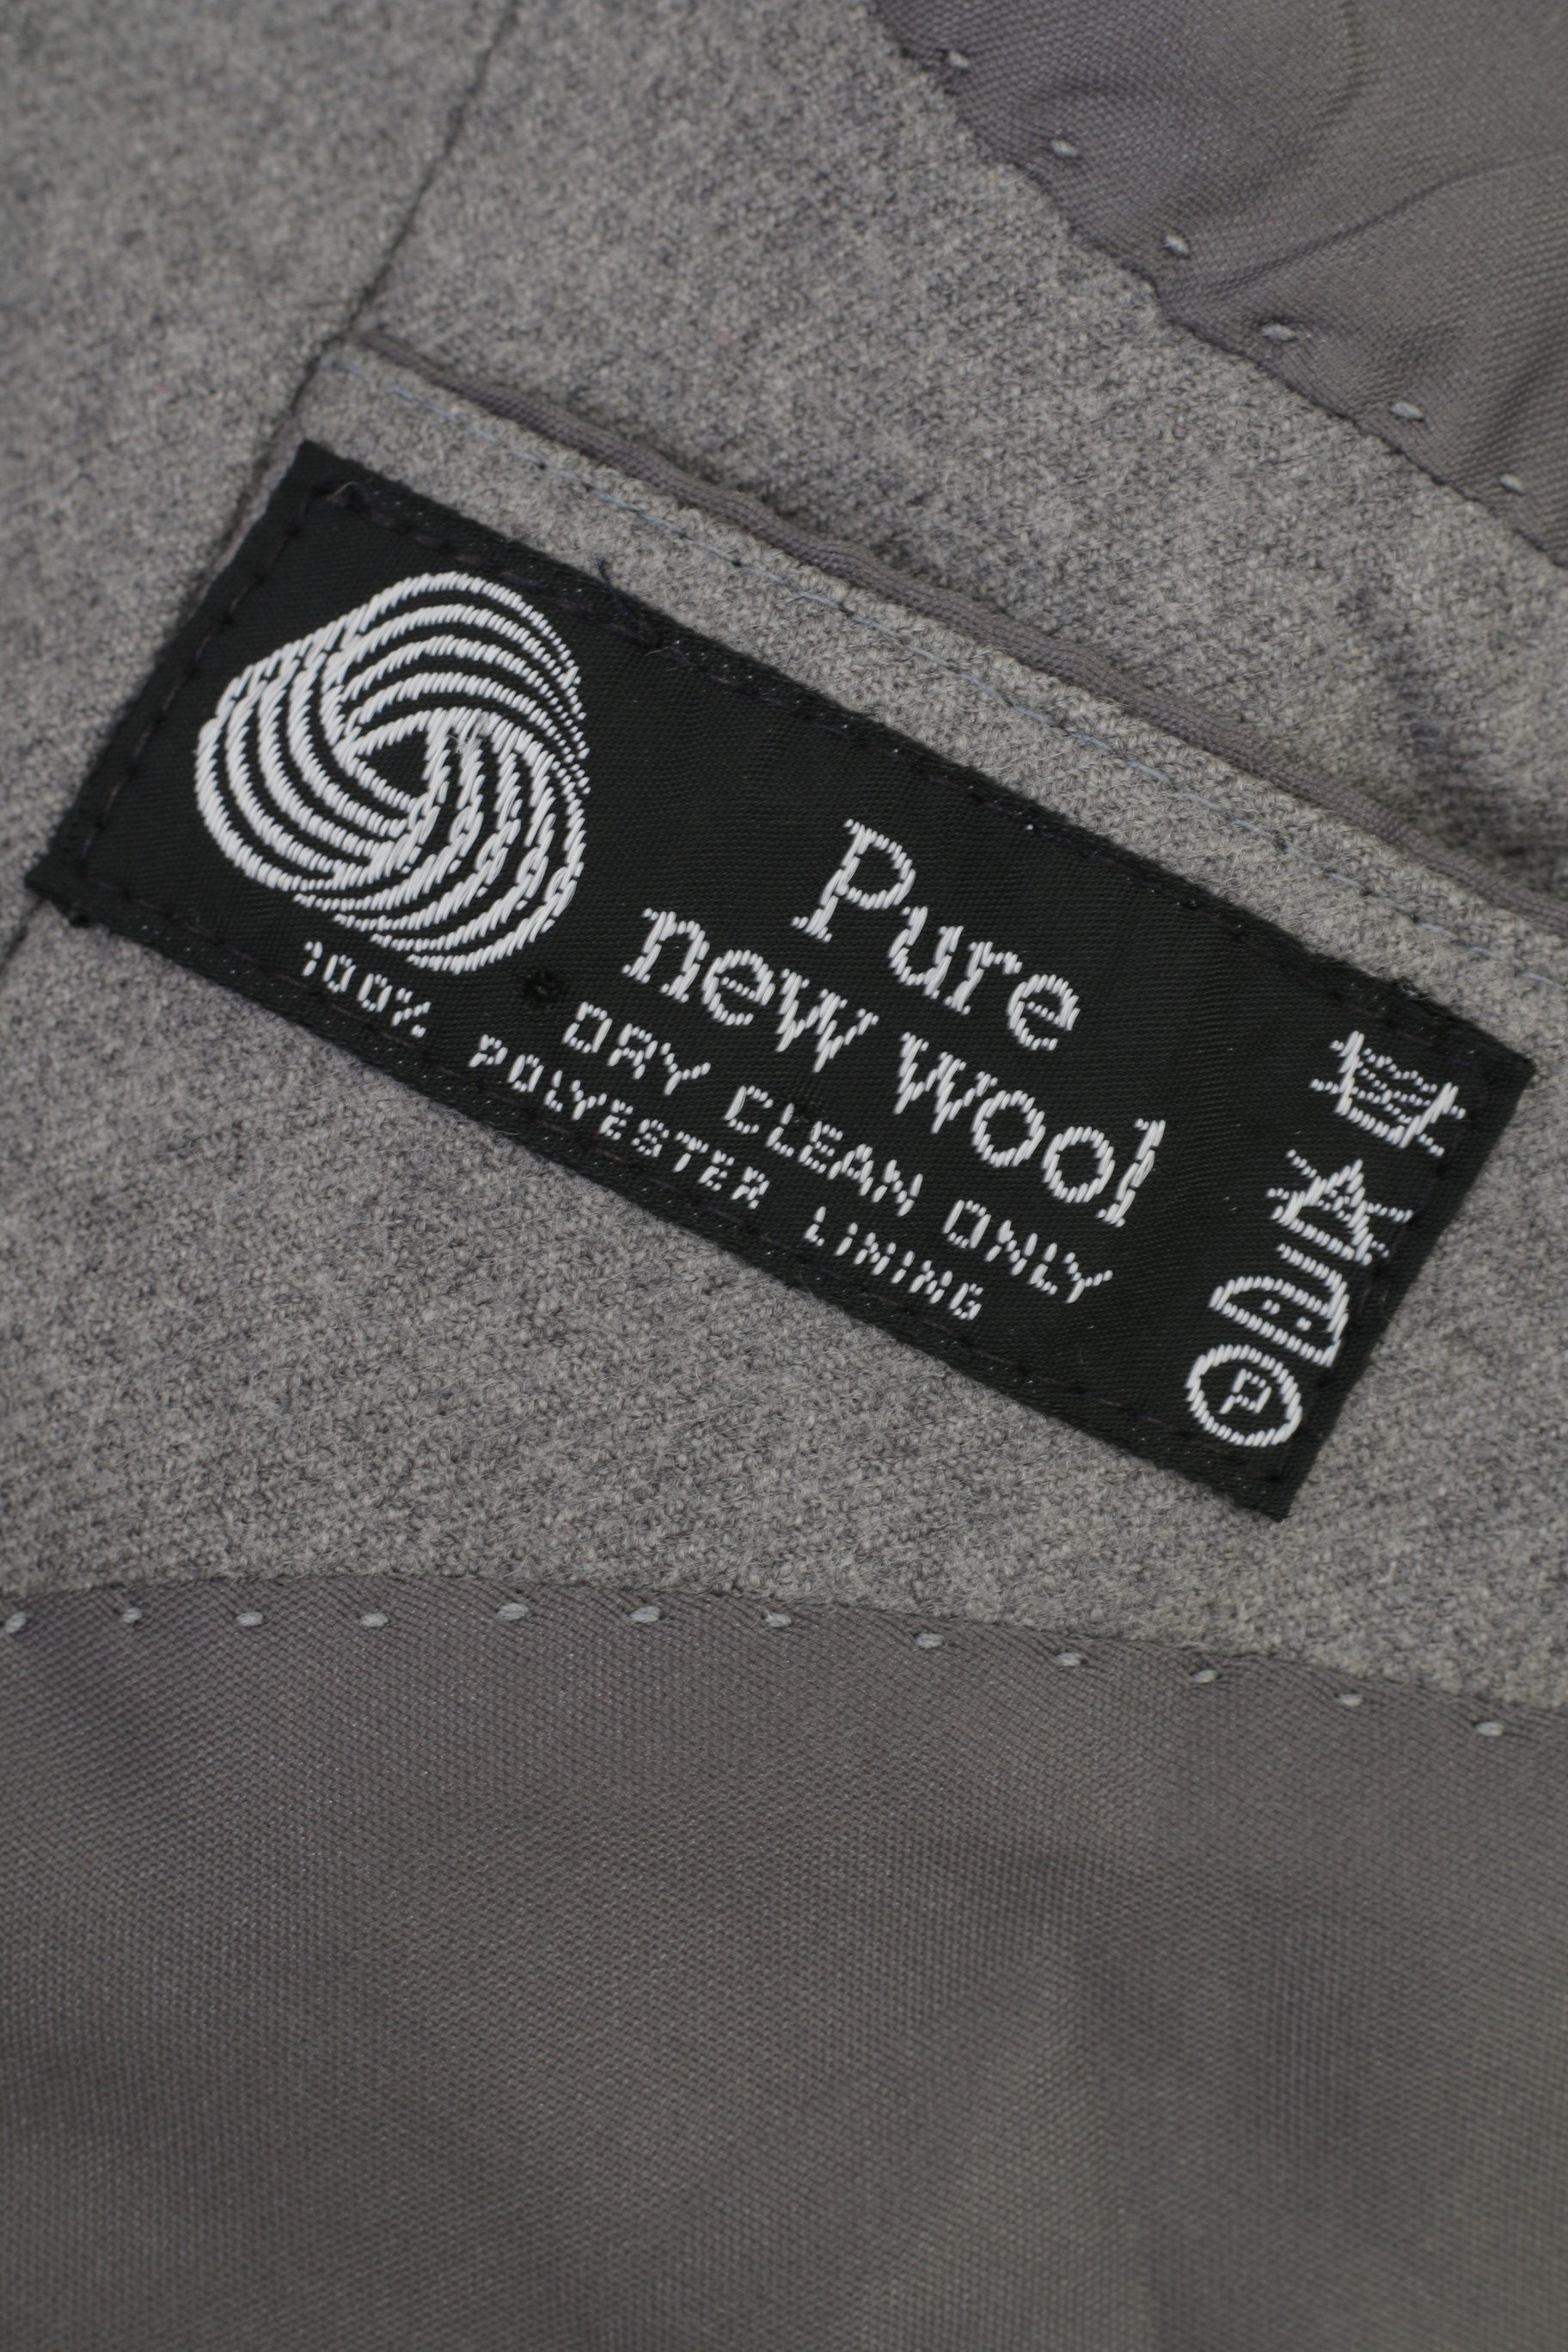 Pure
new wool
DRY CLEAN ONLY
100% POLYESTER LINING
P